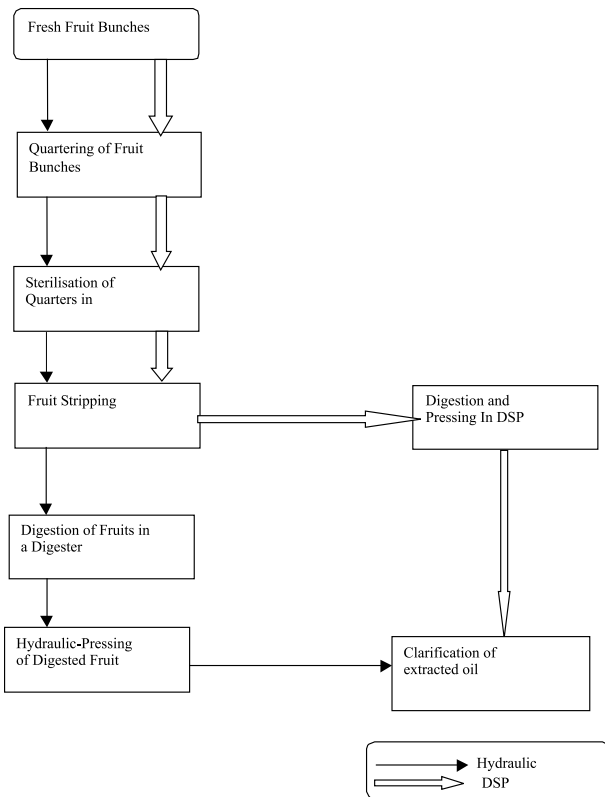 Fresh Fruit Bunches
Quartering of Fruit
Bunches
Sterilisation of
Quarters in
Fruit Stripping
Digestion and
Pressing In DSP
Digestion of Fruits in
a Digester
Hydraulic-Pressing
of Digested Fruit
Clarification of
extracted oil
Hydraulic
DSP